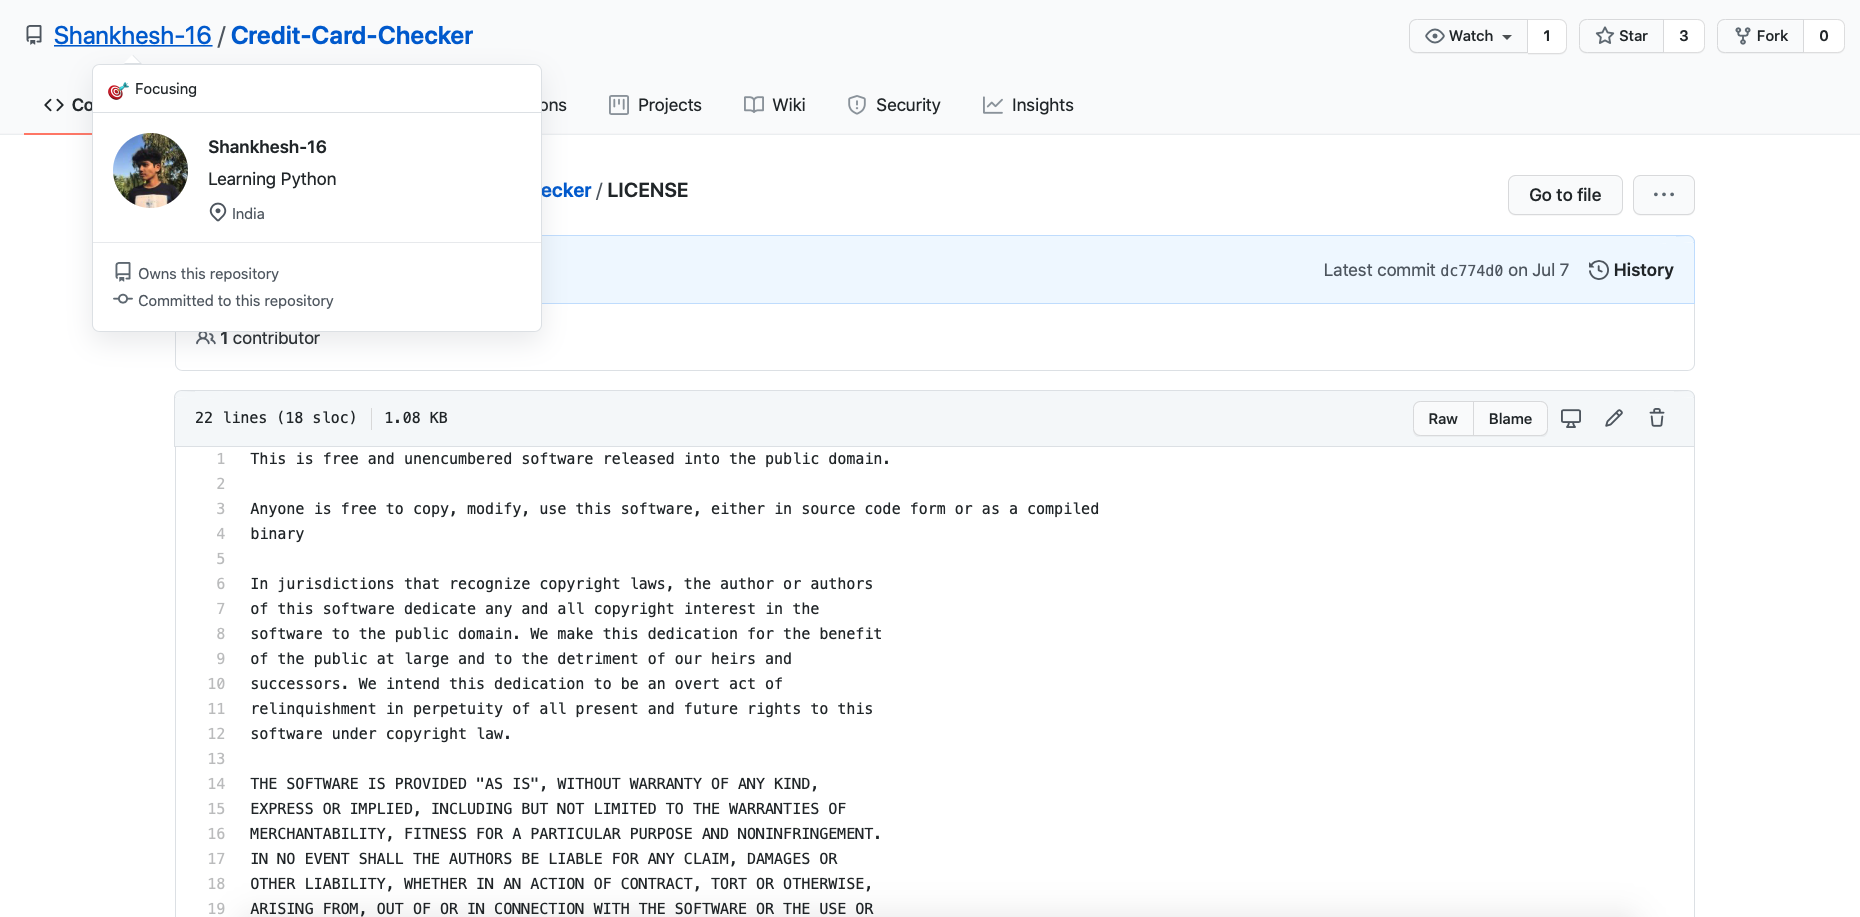 Shankhesh-16 / Credit-Card-Checker
Watch 1 Star 3 Fork 0
Focusing
Projects Wiki Security Insights
Shankhesh-16
Learning Python
India
Owns this repository
Committed to this repository
/ LICENSE
Go to file
Latest commit dc774d0 on Jul 7 History
1 contributor
22 lines (18 sloc) 1.08 KB
Raw Blame
1 This is free and unencumbered software released into the public domain.
2
3 Anyone is free to copy, modify, use this software, either in source code form or as a compiled
4 binary
5
6 In jurisdictions that recognize copyright laws, the author or authors
7 of this software dedicate any and all copyright interest in the
8 software to the public domain. We make this dedication for the benefit
9 of the public at large and to the detriment of our heirs and
10 successors. We intend this dedication to be an overt act of
11 relinquishment in perpetuity of all present and future rights to this
12 software under copyright law.
13
14 THE SOFTWARE IS PROVIDED "AS IS", WITHOUT WARRANTY OF ANY KIND,
15 EXPRESS OR IMPLIED, INCLUDING BUT NOT LIMITED TO THE WARRANTIES OF
16 MERCHANTABILITY, FITNESS FOR A PARTICULAR PURPOSE AND NONINFRINGEMENT.
17 IN NO EVENT SHALL THE AUTHORS BE LIABLE FOR ANY CLAIM, DAMAGES OR
18 OTHER LIABILITY, WHETHER IN AN ACTION OF CONTRACT, TORT OR OTHERWISE,
19 ARISING FROM, OUT OF OR IN CONNECTION WITH THE SOFTWARE OR THE USE OR